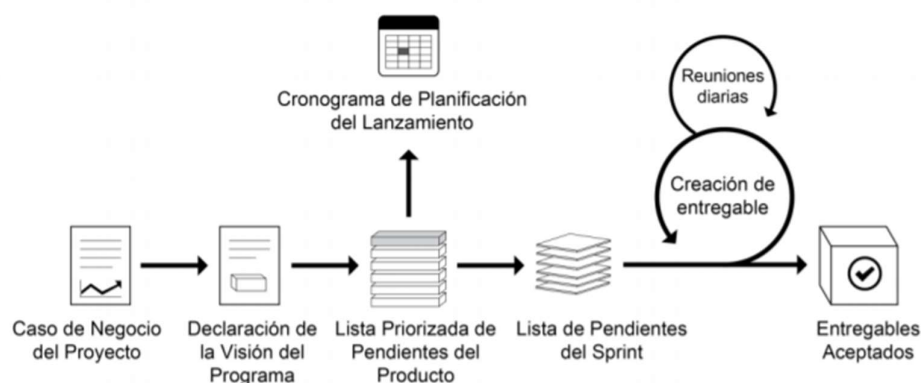 Cronograma de Planificación
del Lanzamiento
Reuniones
diarias
Creación de
entregable
Caso de Negocio
del Proyecto
Declaración de
la Visión del
Programa
Lista Priorizada de
Pendientes del
Producto
Lista de Pendientes
del Sprint
Entregables
Aceptados